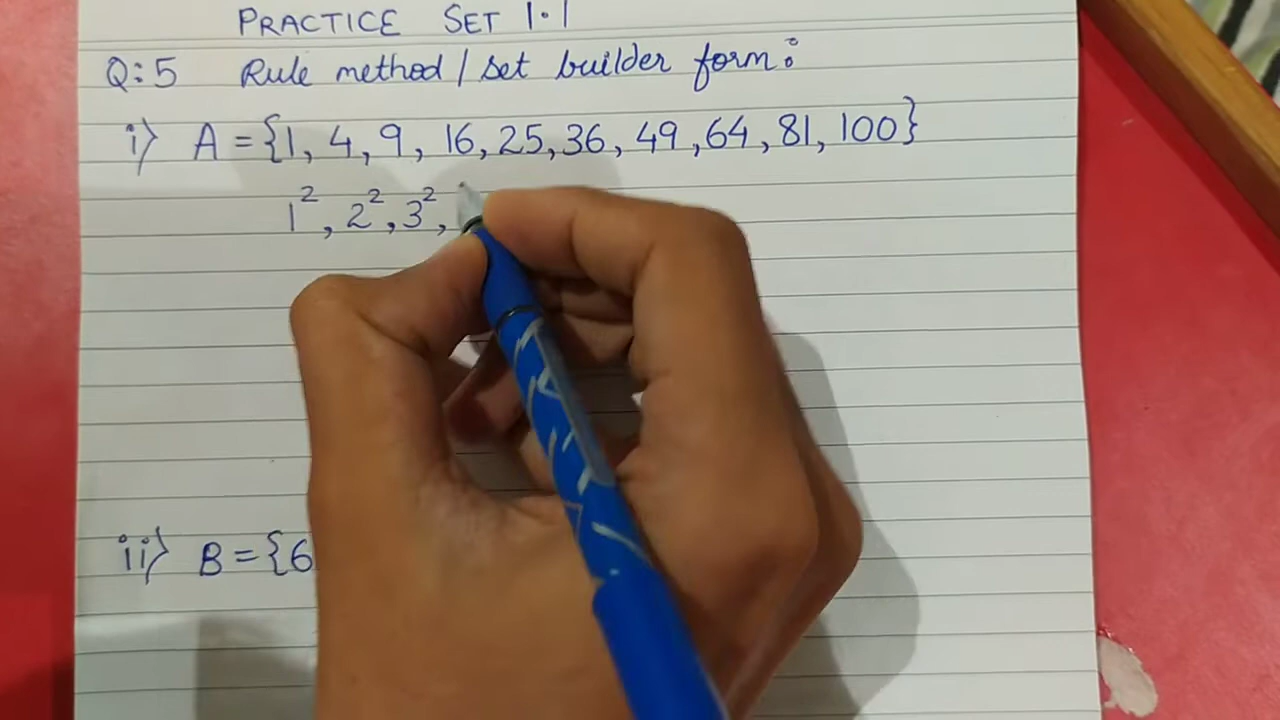 PRACTICE SET 1.1
Q:5 Rule method / set builder form:
i) A = {1, 4, 9, 16, 25, 36, 49, 64, 81, 100}
1², 2², 3²,
ii) B = {6